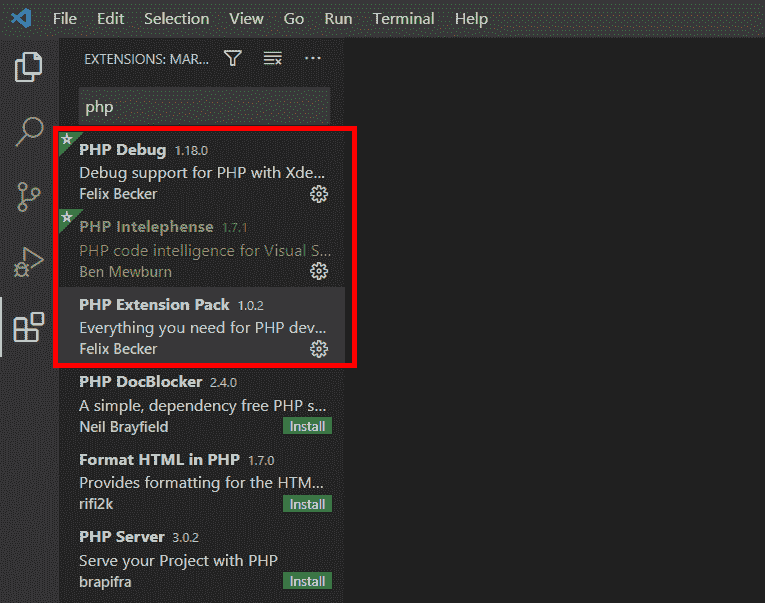 File Edit Selection View Go Run Terminal Help
EXTENSIONS: MAR...
php
PHP Debug 1.18.0
Debug support for PHP with Xde...
Felix Becker
PHP Intelephense 1.7.1
PHP code intelligence for Visual S...
Ben Mewburn
PHP Extension Pack 1.0.2
Everything you need for PHP dev...
Felix Becker
PHP DocBlocker 2.4.0
A simple, dependency free PHP s...
Neil Brayfield Install
Format HTML in PHP 1.7.0
Provides formatting for the HTM...
rifi2k Install
PHP Server 3.0.2
Serve your Project with PHP
brapifra Install